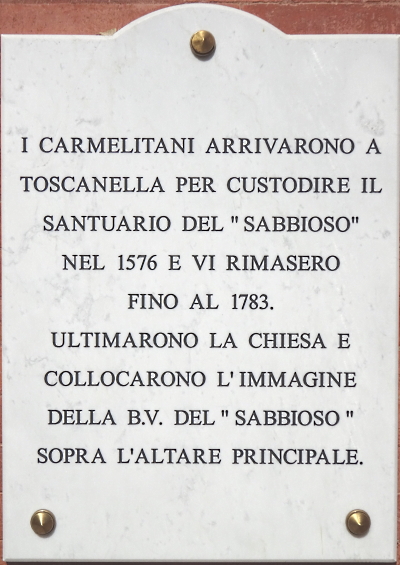 I CARMELITANI ARRIVARONO A
TOSCANELLA PER CUSTODIRE IL
SANTUARIO DEL "SABBIOSO"
NEL 1576 E VI RIMASERO
FINO AL 1783.
ULTIMARONO LA CHIESA E
COLLOCARONO L'IMMAGINE
DELLA B.V. DEL "SABBIOSO"
SOPRA L'ALTARE PRINCIPALE.